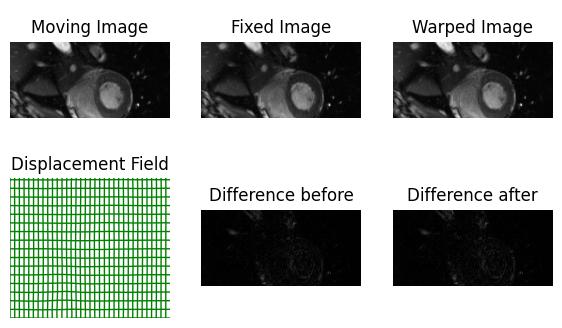 Moving Image
Fixed Image
Warped Image
Displacement Field
Difference before
Difference after